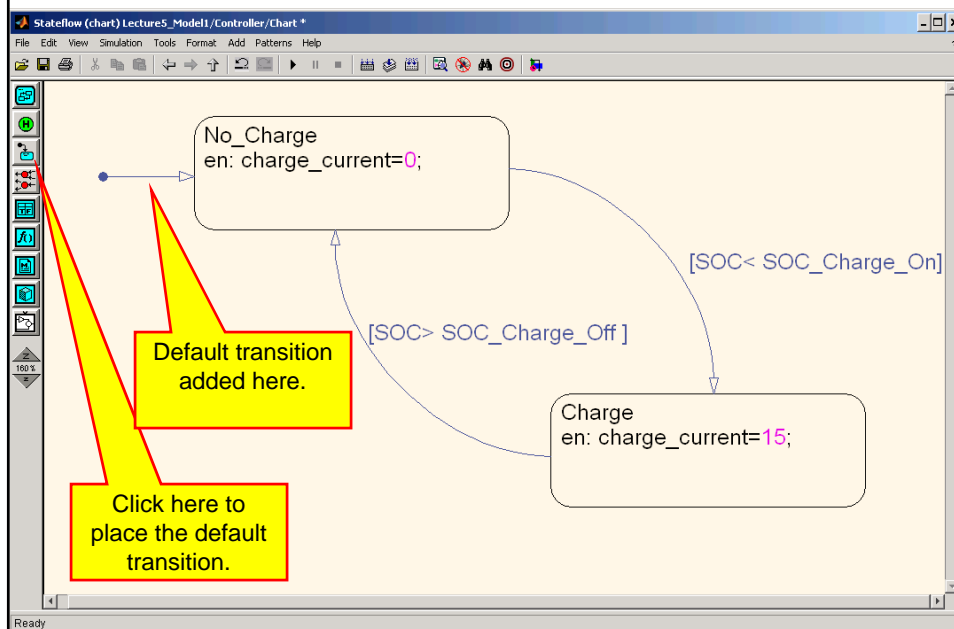 Stateflow (chart) Lecture5_Model1/Controller/Chart *
File Edit View Simulation Tools Format Add Patterns Help
No_Charge
en: charge_current=0;
[SOC< SOC_Charge_On]
[SOC> SOC_Charge_Off ]
Default transition
added here.
Charge
en: charge_current=15;
Click here to
place the default
transition.
160%
Ready